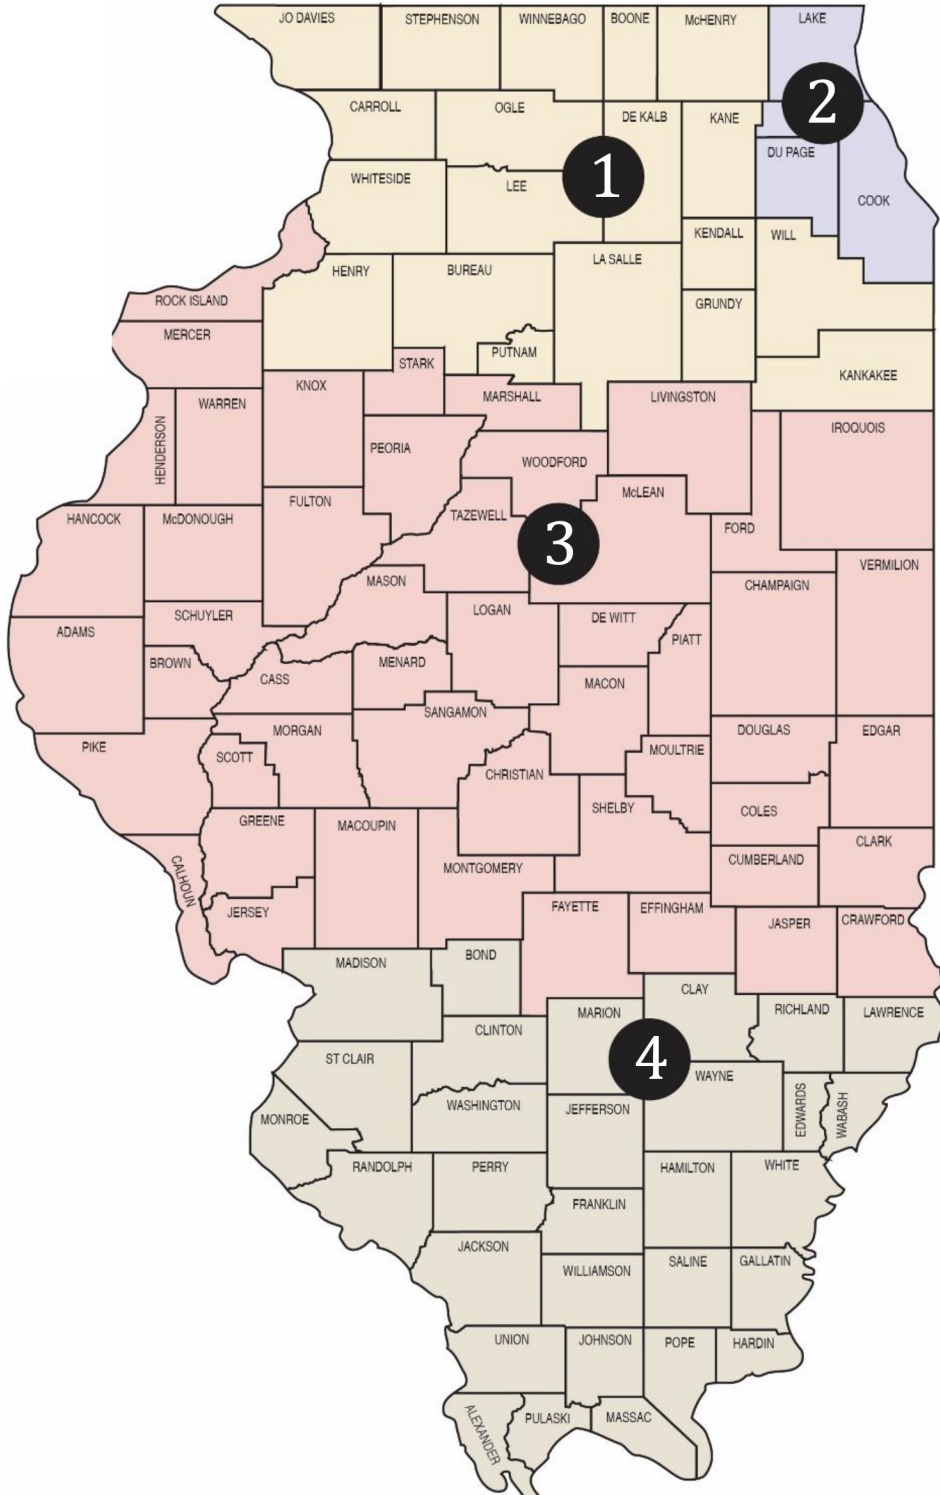 JO DAVIES
STEPHENSON
WINNEBAGO
BOONE
McHENRY
LAKE
2
CARROLL
OGLE
DE KALB
KANE
DU PAGE
1
WHITESIDE
LEE
COOK
KENDALL
WILL
LA SALLE
HENRY
BUREAU
ROCK ISLAND
GRUNDY
MERCER
PUTNAM
STARK
KANKAKEE
KNOX
WARREN
MARSHALL
LIVINGSTON
IROQUOIS
HENDERSON
PEORIA
WOODFORD
McLEAN
FULTON
HANCOCK
McDONOUGH
TAZEWELL
3
FORD
VERMILION
MASON
CHAMPAIGN
LOGAN
SCHUYLER
DE WITT
ADAMS
PIATT
BROWN
MENARD
CASS
MACON
SANGAMON
MORGAN
DOUGLAS
EDGAR
PIKE
SCOTT
MOULTRIE
CHRISTIAN
SHELBY
COLES
GREENE
MACOUPIN
CLARK
CUMBERLAND
MONTGOMERY
CALHOUN
JERSEY
FAYETTE
EFFINGHAM
JASPER
CRAWFORD
MADISON
BOND
CLAY
RICHLAND
LAWRENCE
MARION
CLINTON
4
ST CLAIR
WAYNE
WASHINGTON
JEFFERSON
EDWARDS
WABASH
MONROE
RANDOLPH
PERRY
HAMILTON
WHITE
FRANKLIN
JACKSON
WILLIAMSON
SALINE
GALLATIN
UNION
JOHNSON
POPE
HARDIN
ALEXANDER
PULASKI
MASSAC